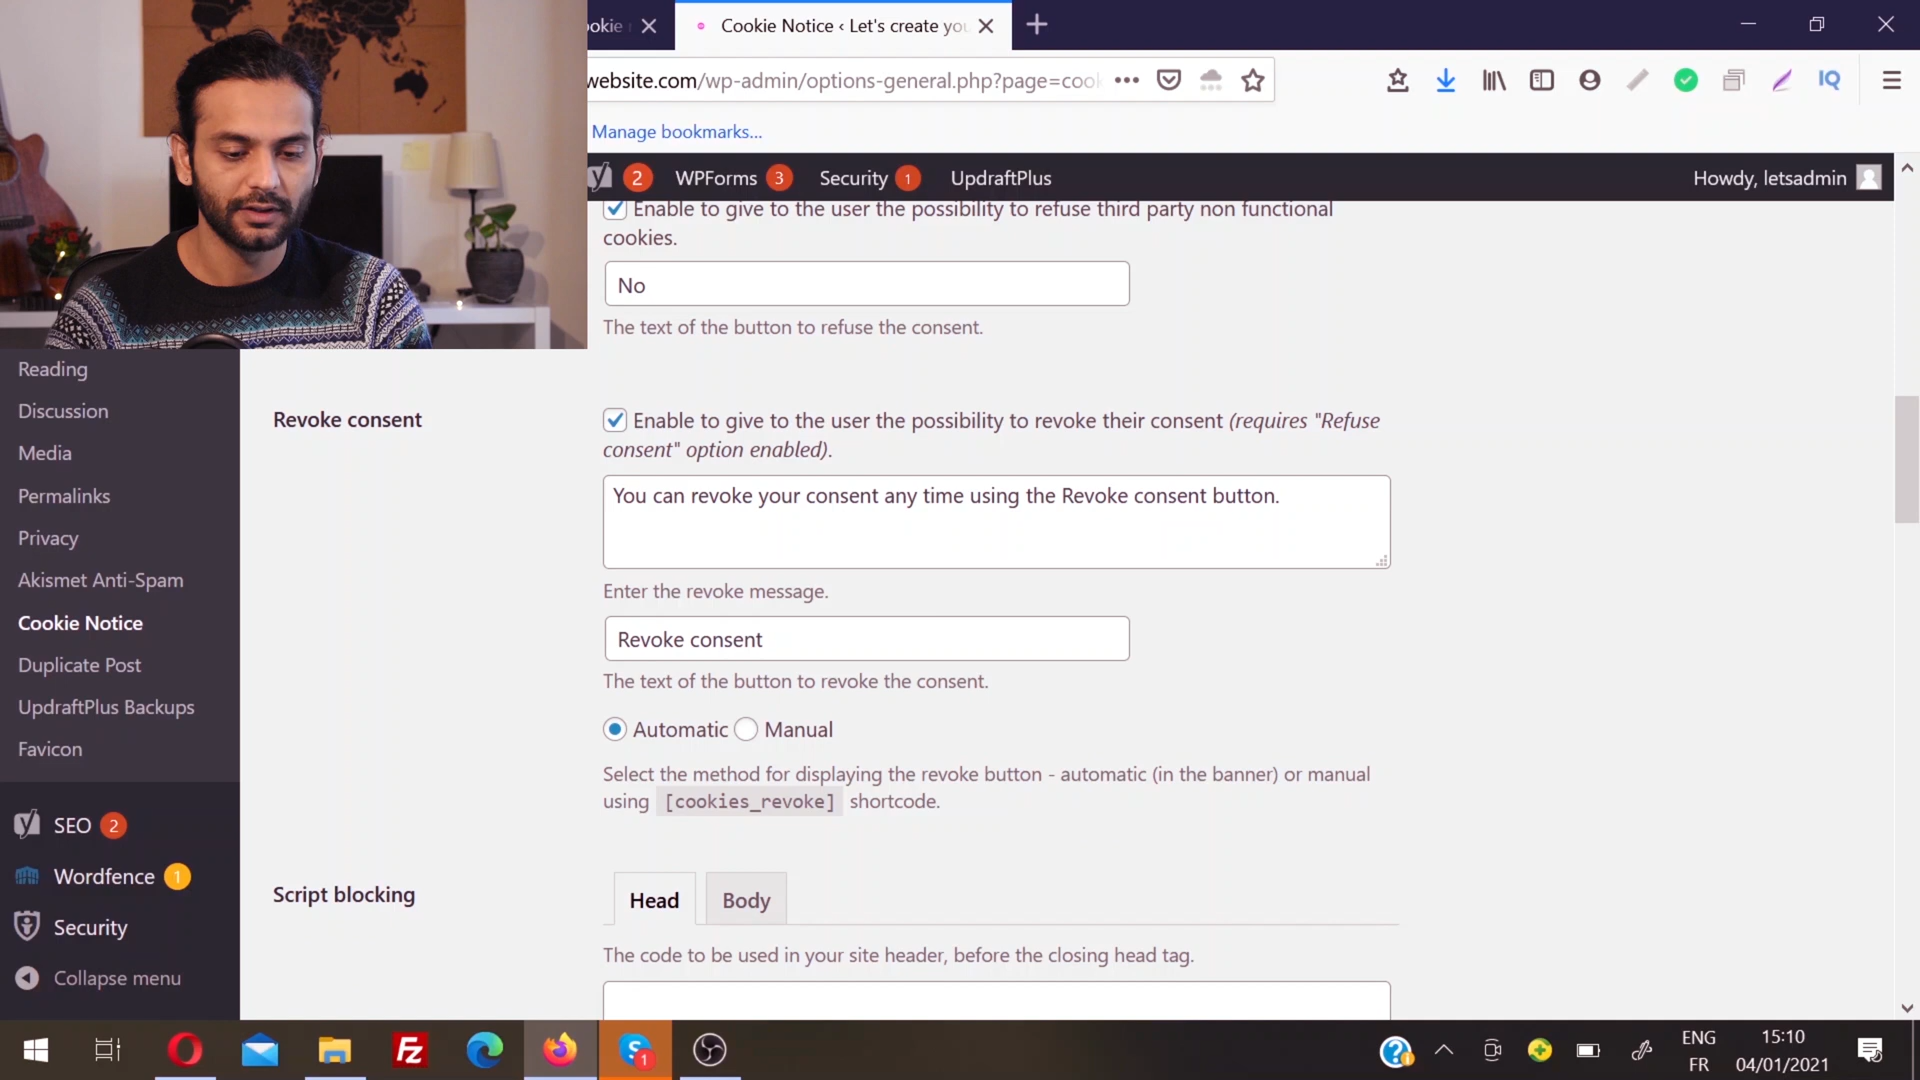 Cookie Notice ‹ Let's create you
website.com/wp-admin/options-general.php?page=cook
Manage bookmarks...
2 WPForms 3 Security 1 UpdraftPlus Howdy, letsadmin
Enable to give to the user the possibility to refuse third party non functional
cookies.
No
The text of the button to refuse the consent.
Reading
Discussion
Media
Permalinks
Privacy
Akismet Anti-Spam
Cookie Notice
Duplicate Post
UpdraftPlus Backups
Favicon
SEO 2
Wordfence 1
Security
Collapse menu
Revoke consent
Enable to give to the user the possibility to revoke their consent (requires "Refuse
consent" option enabled).
You can revoke your consent any time using the Revoke consent button.
Enter the revoke message.
Revoke consent
The text of the button to revoke the consent.
Automatic Manual
Select the method for displaying the revoke button - automatic (in the banner) or manual
using [cookies_revoke] shortcode.
Script blocking
Head Body
The code to be used in your site header, before the closing head tag.
ENG
FR
15:10
04/01/2021